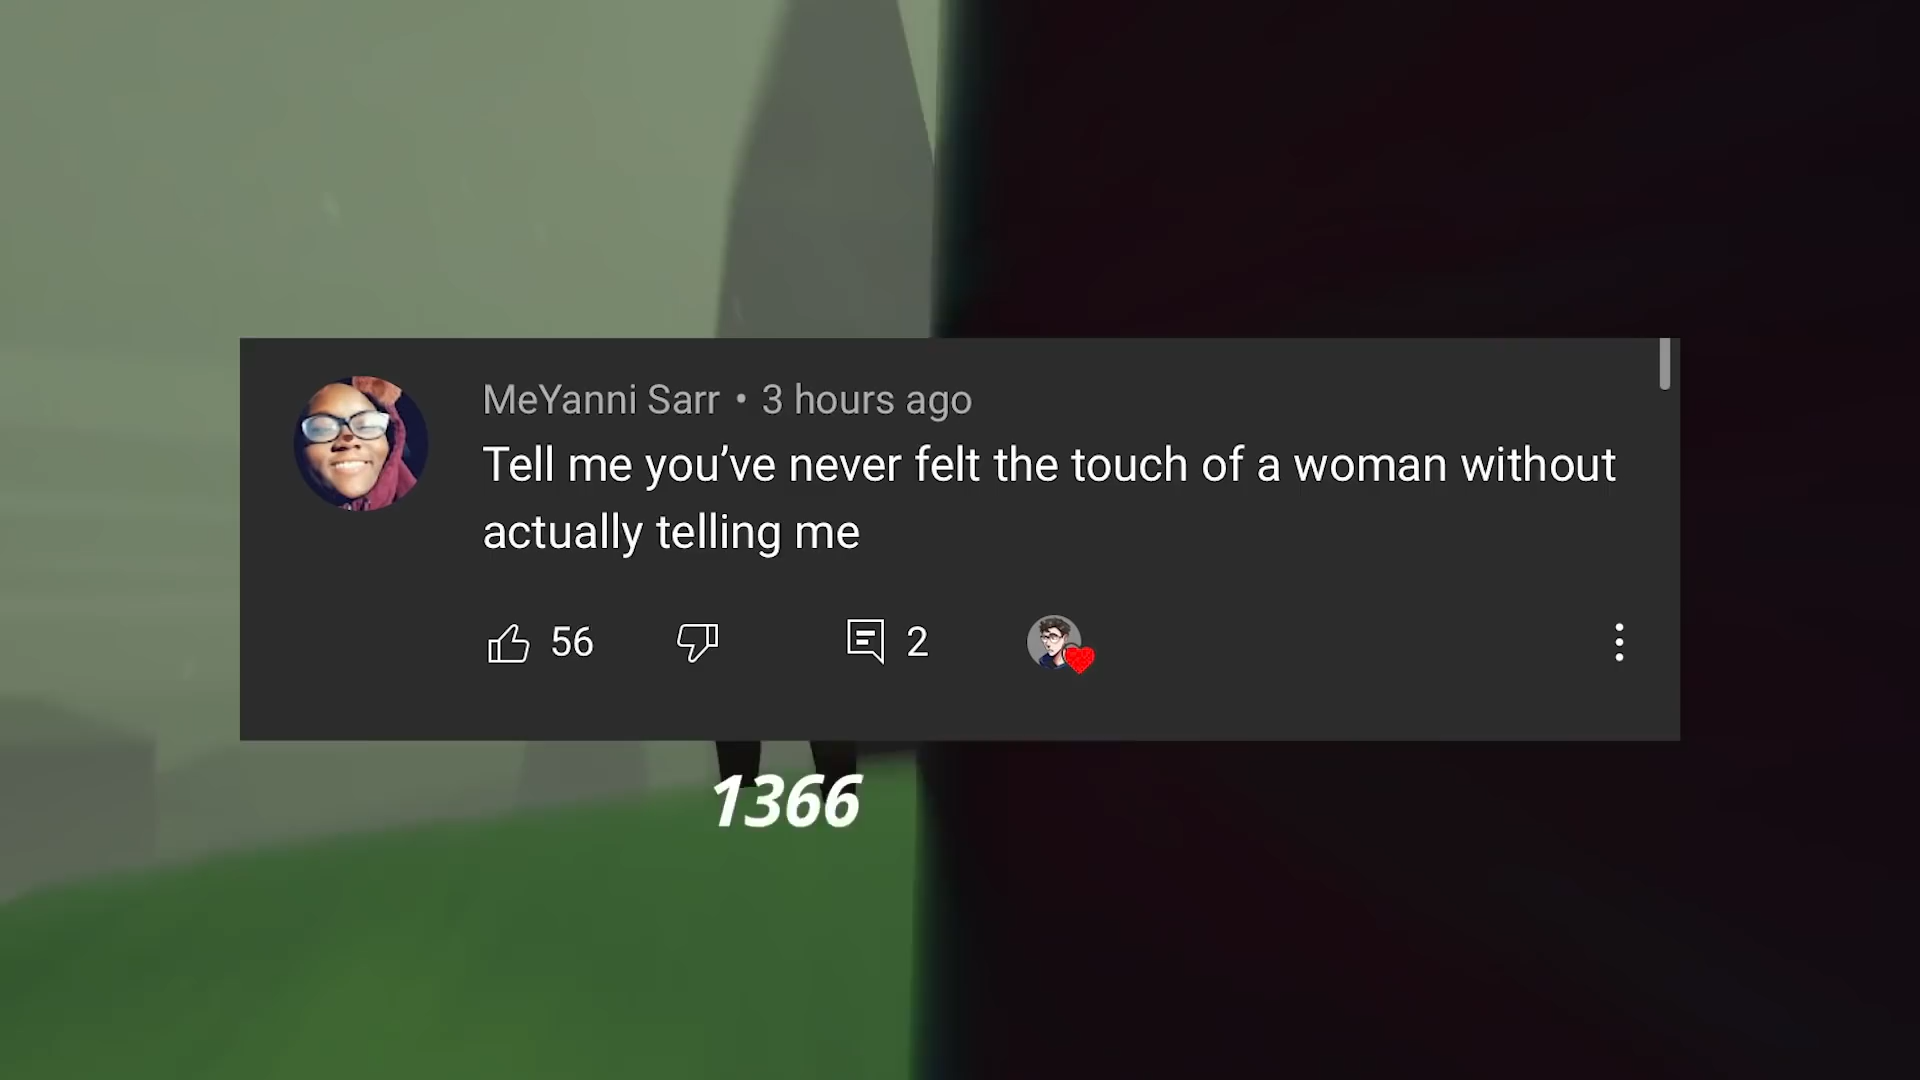 MeYanni Sarr • 3 hours ago
Tell me you’ve never felt the touch of a woman without
actually telling me
56
2
1366